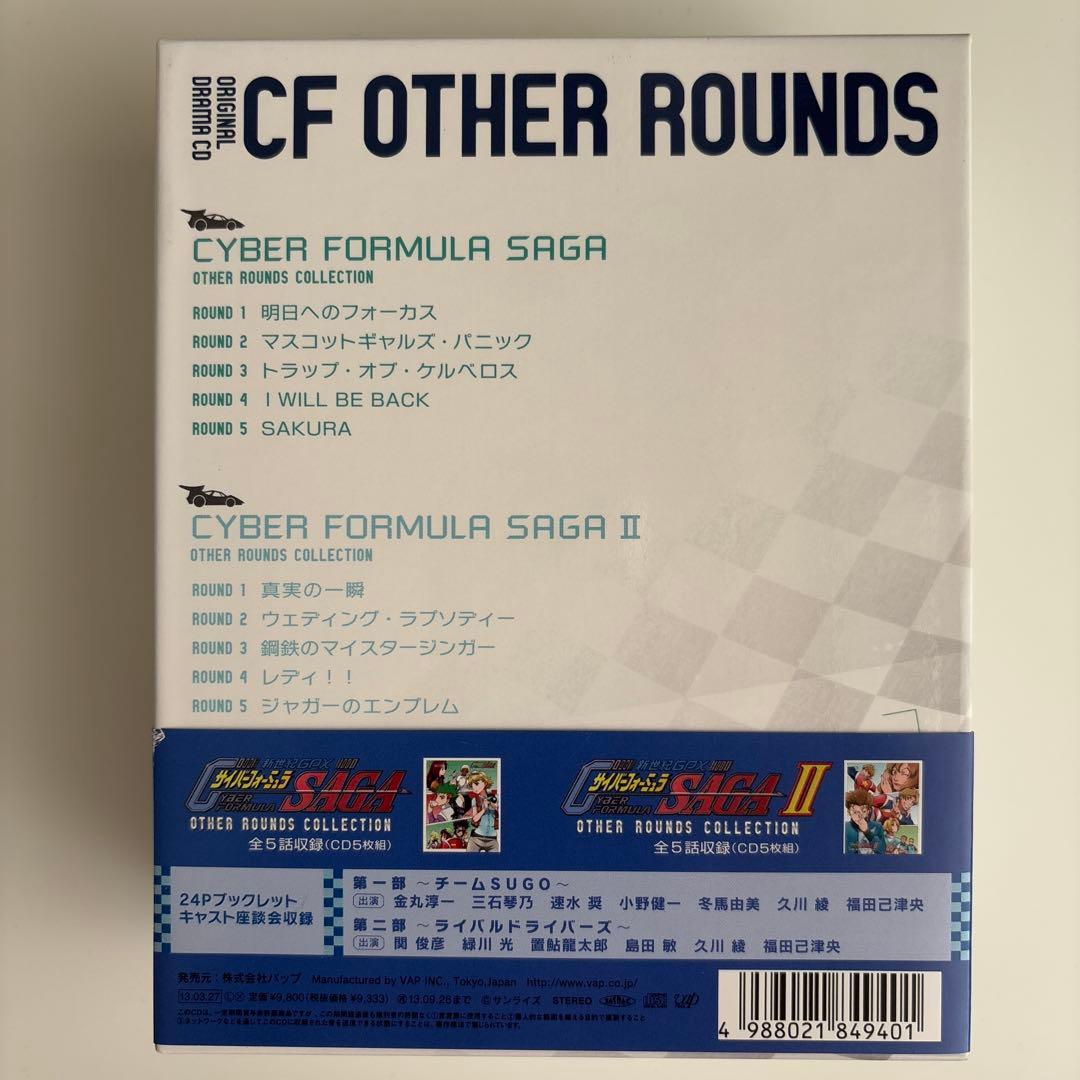 ORIGINAL
DRAMA CD
CF OTHER ROUNDS
CYBER FORMULA SAGA
OTHER ROUNDS COLLECTION
ROUND 1 明日へのフォーカス
ROUND 2 マスコットギャルズ・パニック
ROUND 3 トラップ・オブ・ケルベロス
ROUND 4 I WILL BE BACK
ROUND 5 SAKURA
CYBER FORMULA SAGA II
OTHER ROUNDS COLLECTION
ROUND 1 真実の一瞬
ROUND 2 ウェディング・ラプソディー
ROUND 3 鋼鉄のマイスタージンガー
ROUND 4 レディ！！
ROUND 5 ジャガーのエンブレム
新世紀GPX
サイバーフォーミュラ
CYBER FORMULA SAGA
OTHER ROUNDS COLLECTION
全5話収録(CD5枚組)
新世紀GPX
サイバーフォーミュラ
CYBER FORMULA SAGA II
OTHER ROUNDS COLLECTION
全5話収録(CD5枚組)
24Pブックレット
キャスト座談会収録
第一部 ～チームSUGO～
出演 金丸淳一 三石琴乃 速水 奨 小野健一 冬馬由美 久川 綾 福田己津央
第二部 ～ライバルドライバーズ～
出演 関 俊彦 緑川 光 置鮎龍太郎 島田 敏 久川 綾 福田己津央
発売元：株式会社バップ Manufactured by VAP INC., Tokyo,Japan http://www.vap.co.jp/
13.03.27 Ⓛ Ⓧ 定価¥9,800(税抜価格 ¥9,333) 再13.09.26まで ©サンライズ STEREO vap
4 988021 849401